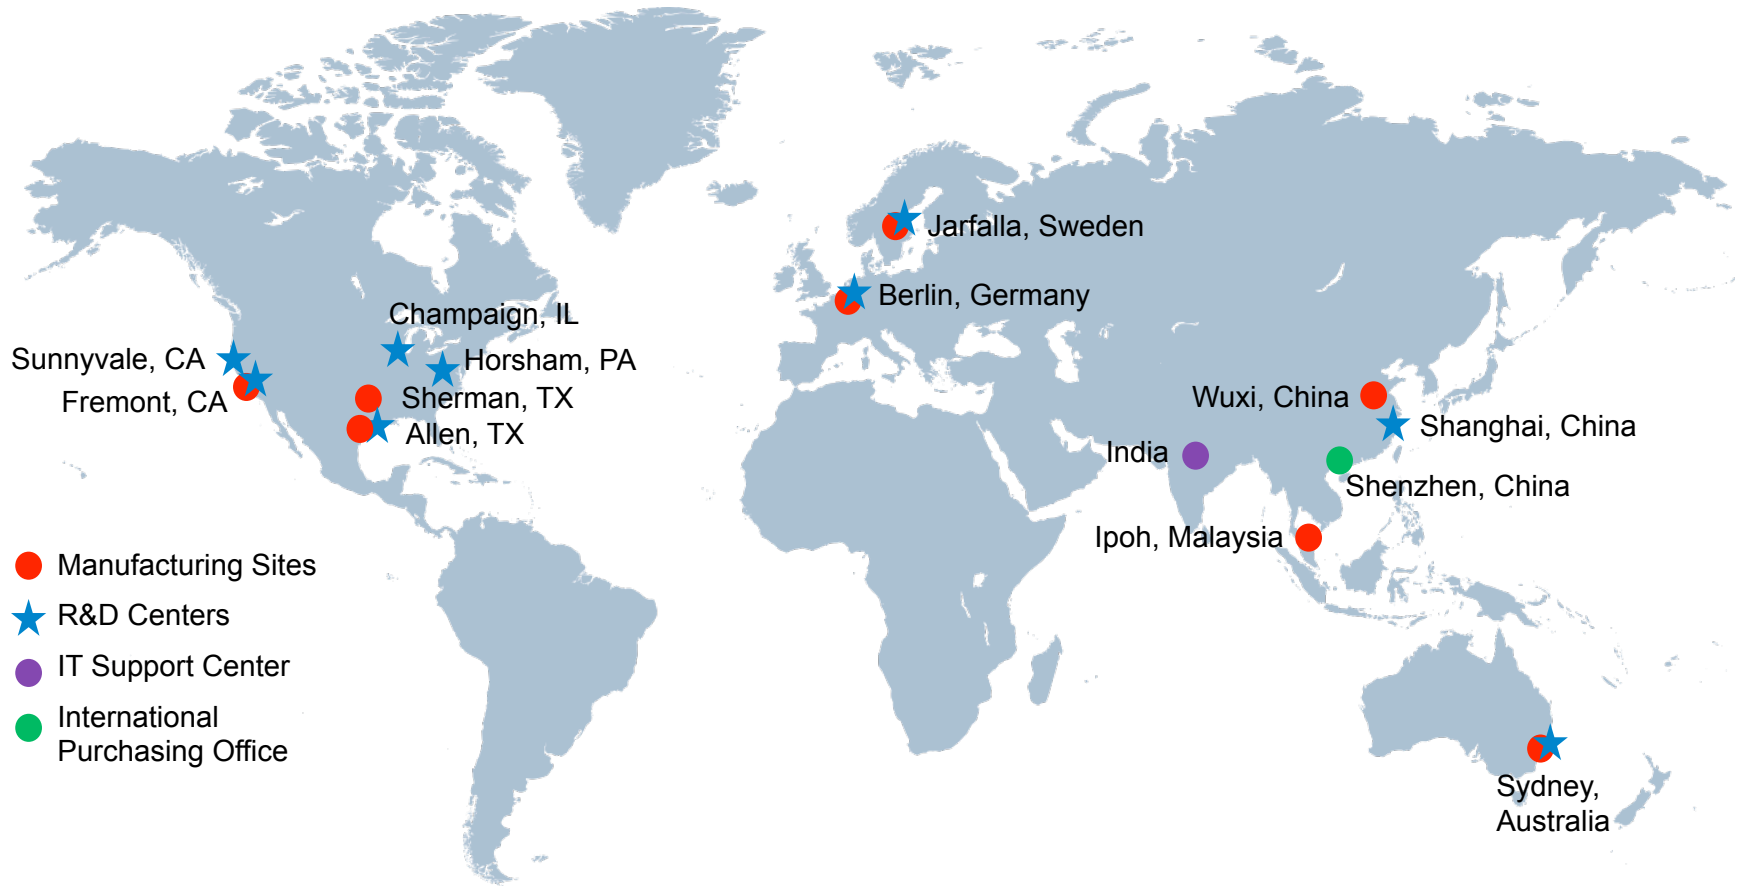 Jarfalla, Sweden
Berlin, Germany
Champaign, IL
Sunnyvale, CA
Horsham, PA
Fremont, CA
Sherman, TX
Allen, TX
Wuxi, China
Shanghai, China
India
Shenzhen, China
Ipoh, Malaysia
Manufacturing Sites
R&D Centers
IT Support Center
International
Purchasing Office
Sydney,
Australia